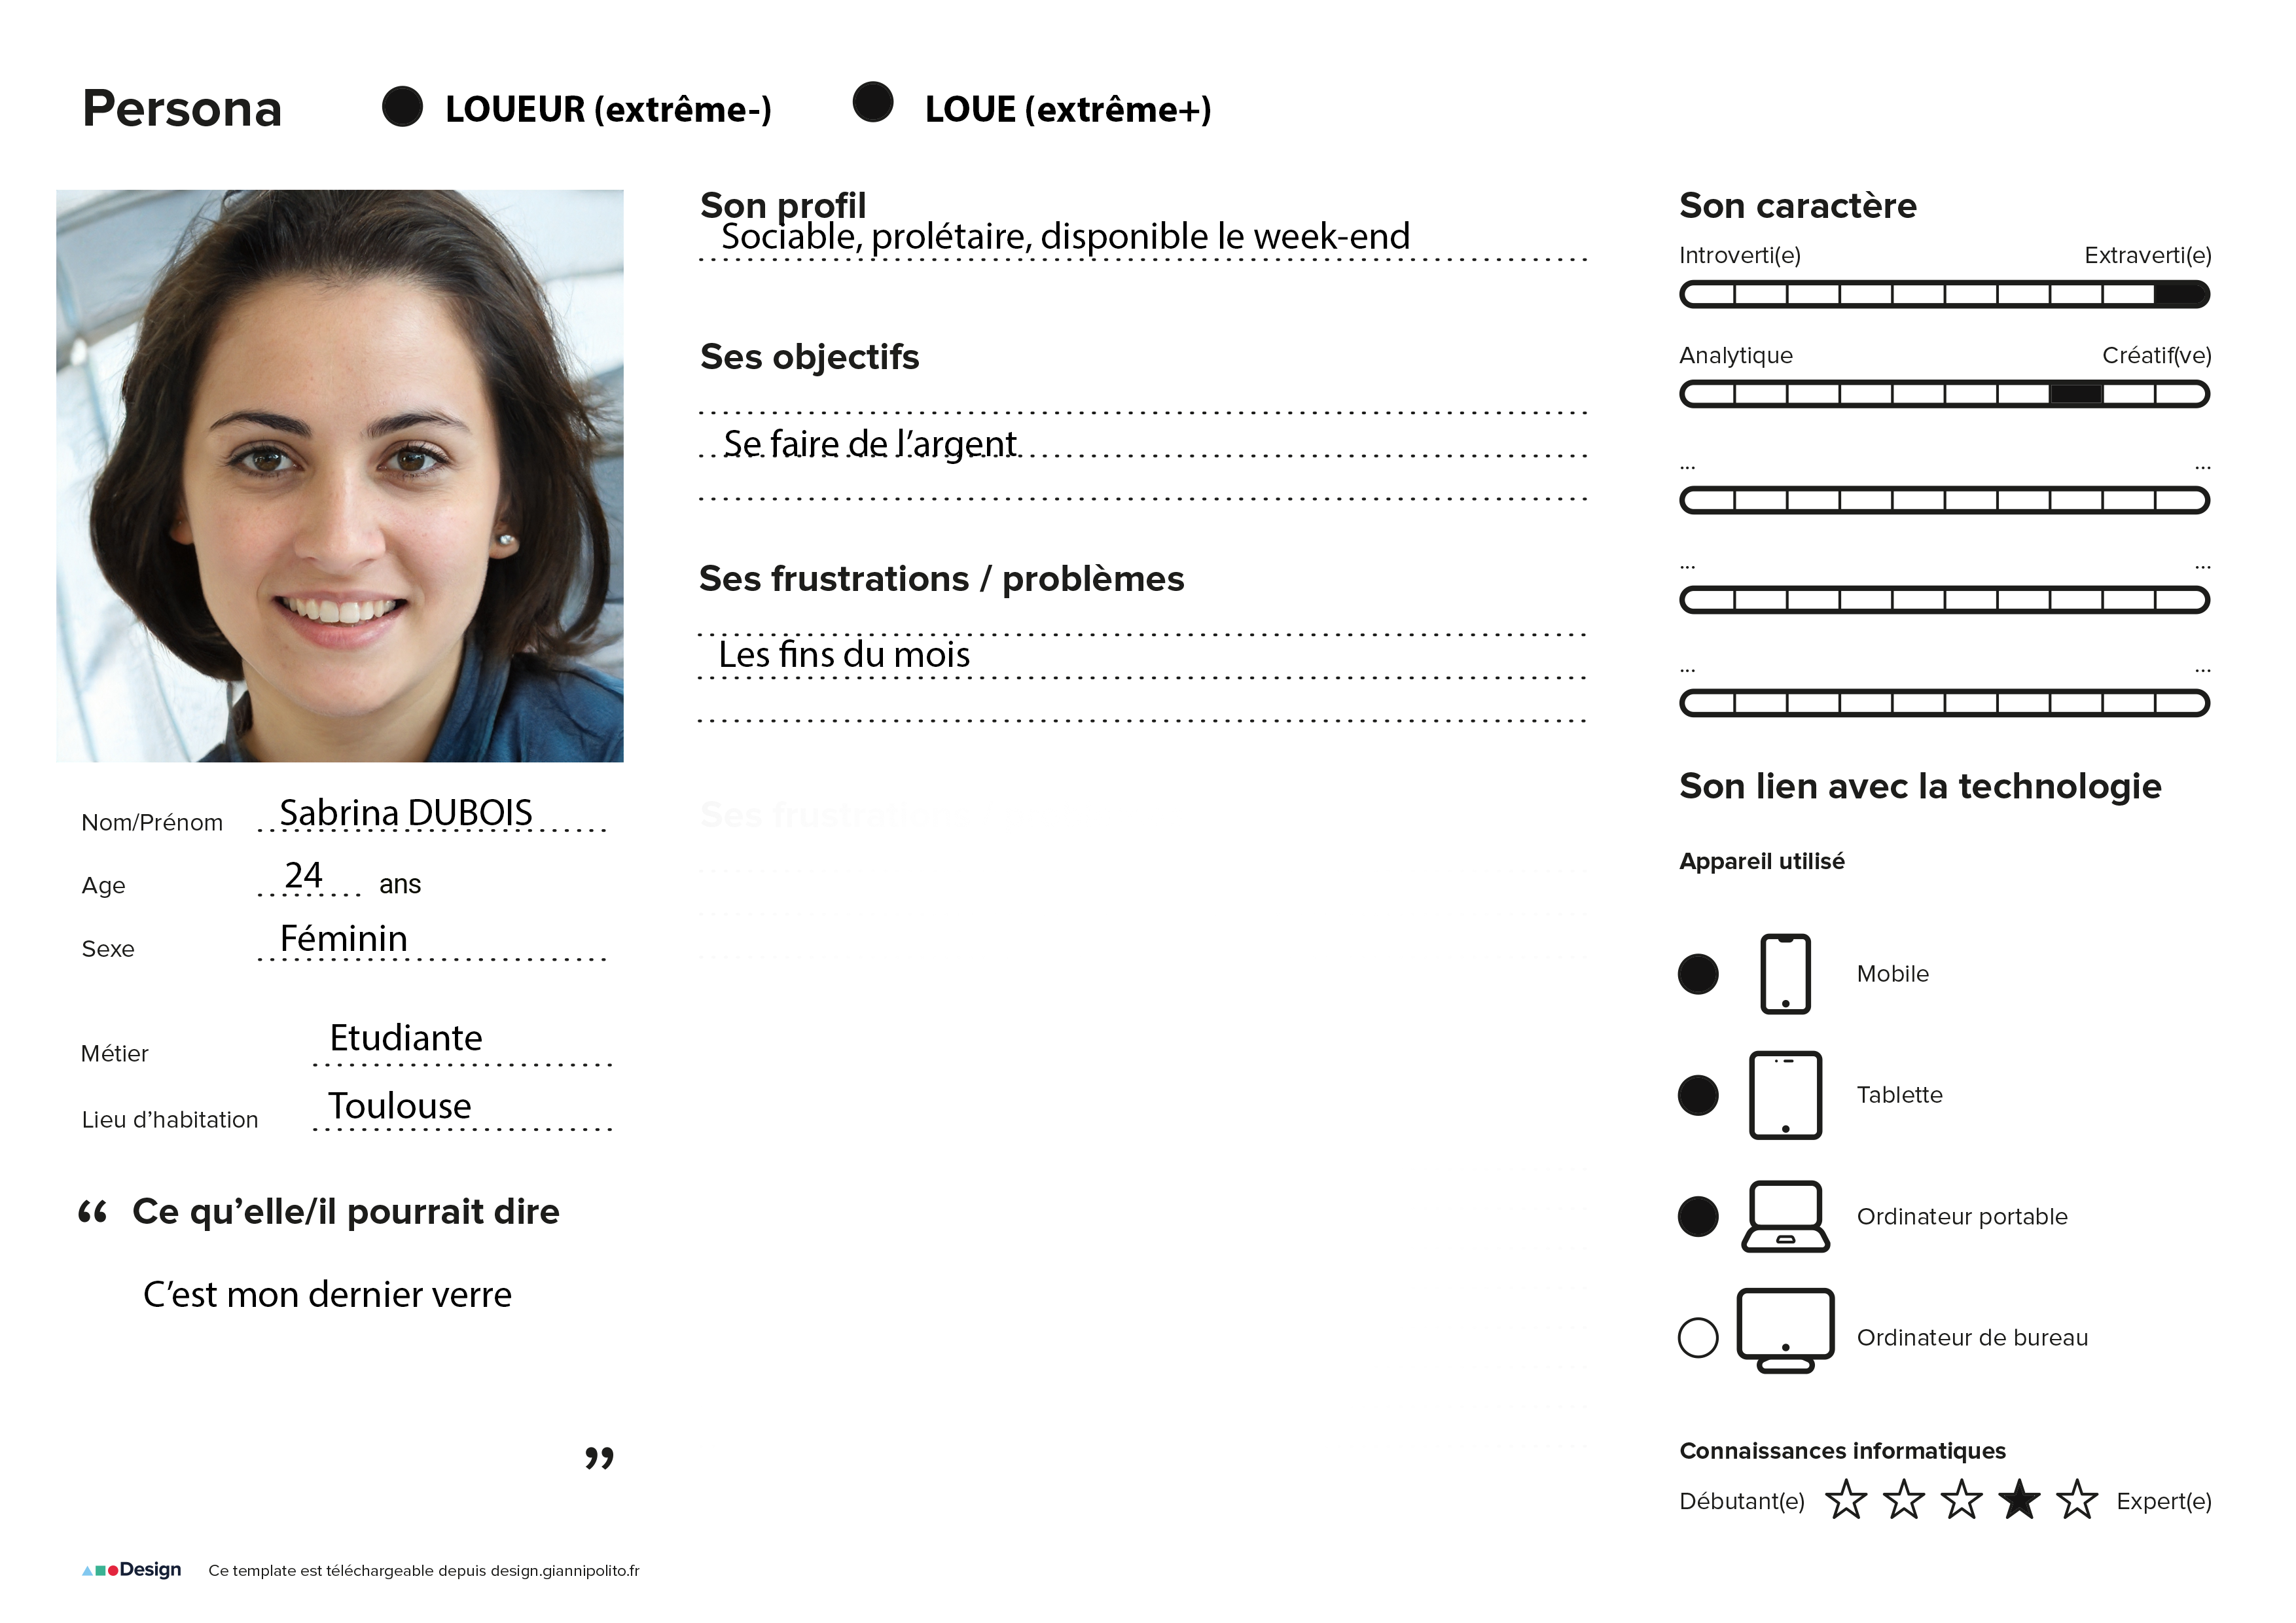 Persona
LOUEUR (extrême-)
LOUE (extrême+)
Son profil
Sociable, prolétaire, disponible le week-end
Ses objectifs
Se faire de l’argent
Ses frustrations / problèmes
Les fins du mois
Nom/Prénom Sabrina DUBOIS
Age 24 ans
Sexe Féminin
Métier Etudiante
Lieu d’habitation Toulouse
“ Ce qu’elle/il pourrait dire
C’est mon dernier verre
”
Son caractère
Introverti(e) Extraverti(e)
Analytique Créatif(ve)
... ...
... ...
... ...
Son lien avec la technologie
Appareil utilisé
Mobile
Tablette
Ordinateur portable
Ordinateur de bureau
Connaissances informatiques
Débutant(e) Expert(e)
Design Ce template est téléchargeable depuis design.giannipolito.fr